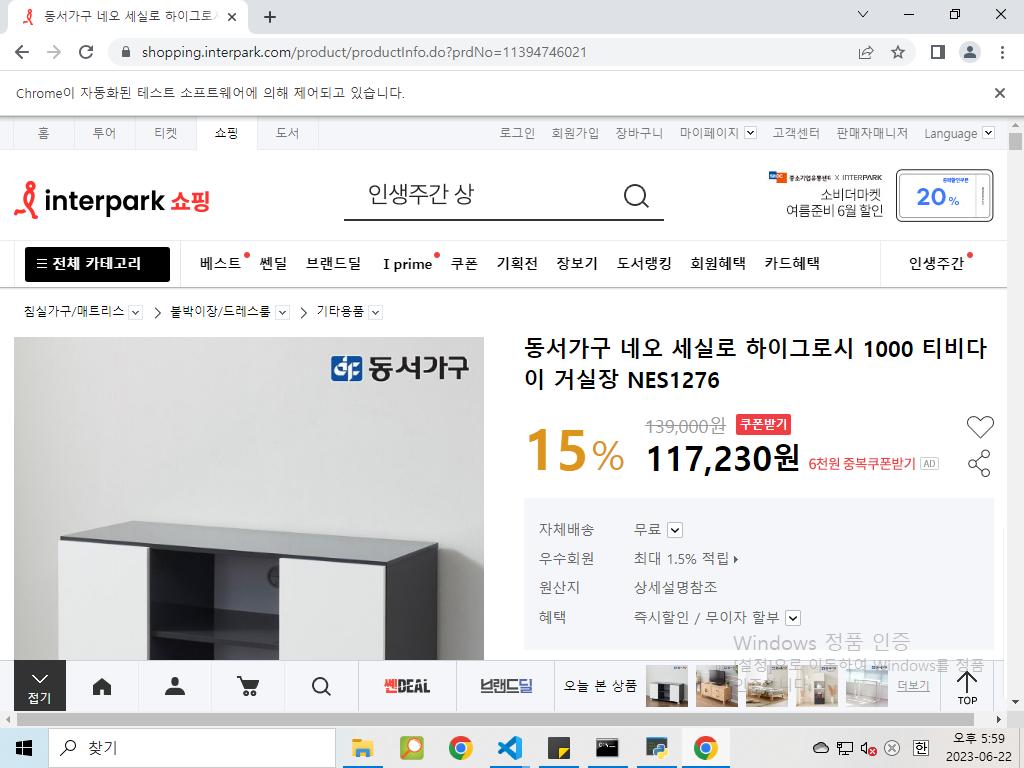 동서가구 네오 세실로 하이그로시
shopping.interpark.com/product/productInfo.do?prdNo=11394746021
Chrome이 자동화된 테스트 소프트웨어에 의해 제어되고 있습니다.
홈 투어 티켓 쇼핑 도서 로그인 회원가입 장바구니 마이페이지 고객센터 판매자매니저 Language
interpark 쇼핑 인생주간 상
중소기업유통센터 X INTERPARK
소비더마켓
여름준비 6월 할인
중복할인쿠폰
20%
전체 카테고리 베스트 쎈딜 브랜드딜 I prime 쿠폰 기획전 장보기 도서랭킹 회원혜택 카드혜택 인생주간
침실가구/매트리스 붙박이장/드레스룸 기타용품
동서가구
동서가구 네오 세실로 하이그로시 1000 티비다
이 거실장 NES1276
15% 139,000원 쿠폰받기
117,230원 6천원 중복쿠폰받기 AD
자체배송 무료
우수회원 최대 1.5% 적립
원산지 상세설명참조
혜택 즉시할인 / 무이자 할부
Windows 정품 인증
[설정]으로 이동하여 Windows를 정품
접기 쎈DEAL 브랜드딜 오늘 본 상품 더보기 TOP
찾기
한
오후 5:59
2023-06-22